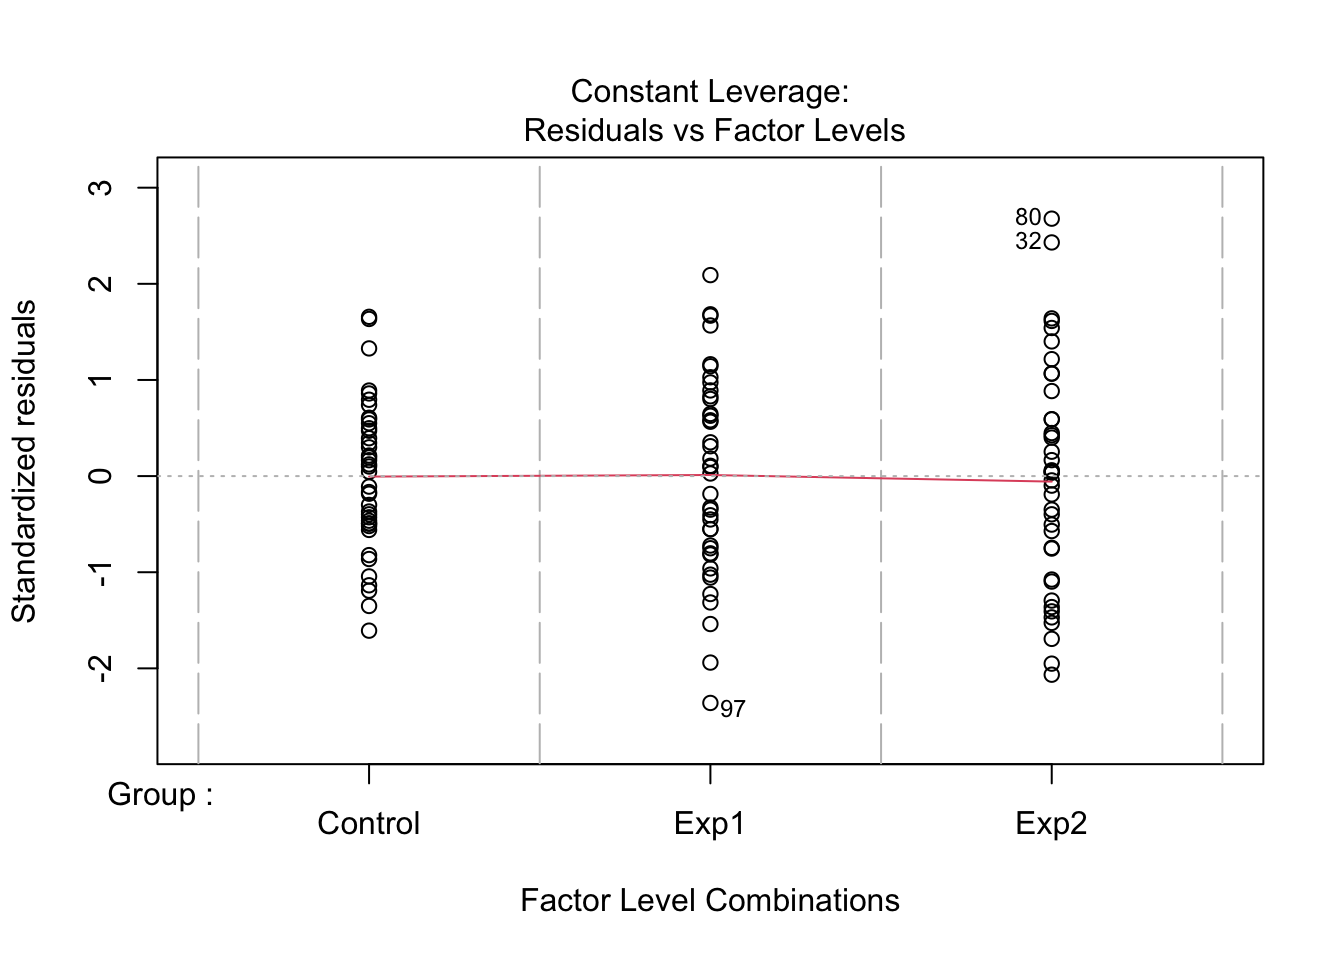 Constant Leverage:
Residuals vs Factor Levels
Standardized residuals
3
2
1
0
-1
-2
80
32
97
Group :
Control
Exp1
Exp2
Factor Level Combinations